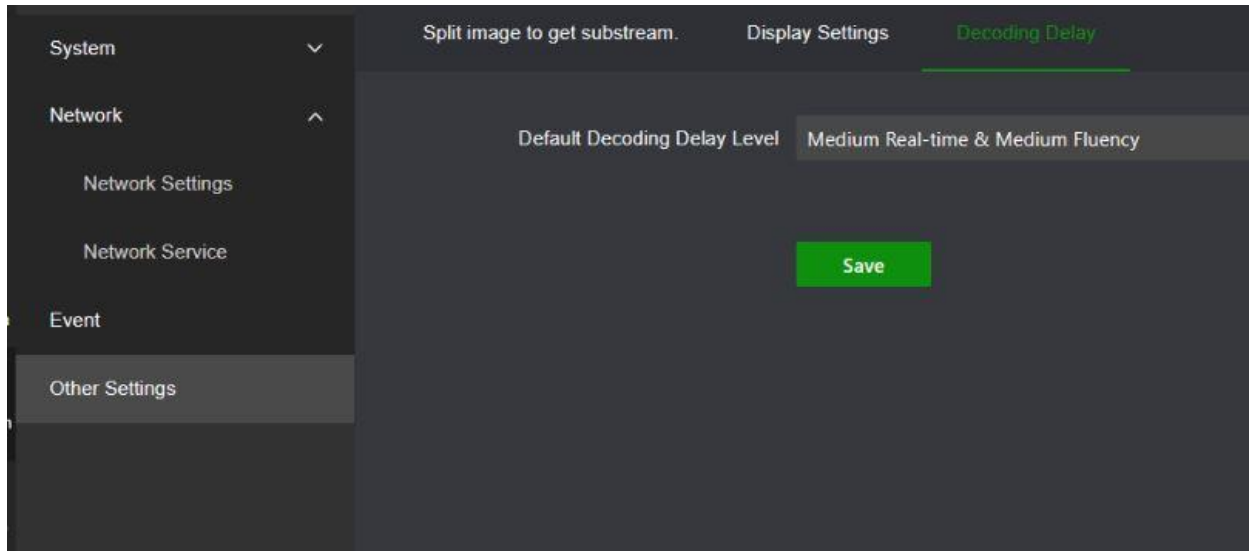 System
Network
Network Settings
Network Service
Event
Other Settings
Split image to get substream. Display Settings Decoding Delay
Default Decoding Delay Level Medium Real-time & Medium Fluency
Save